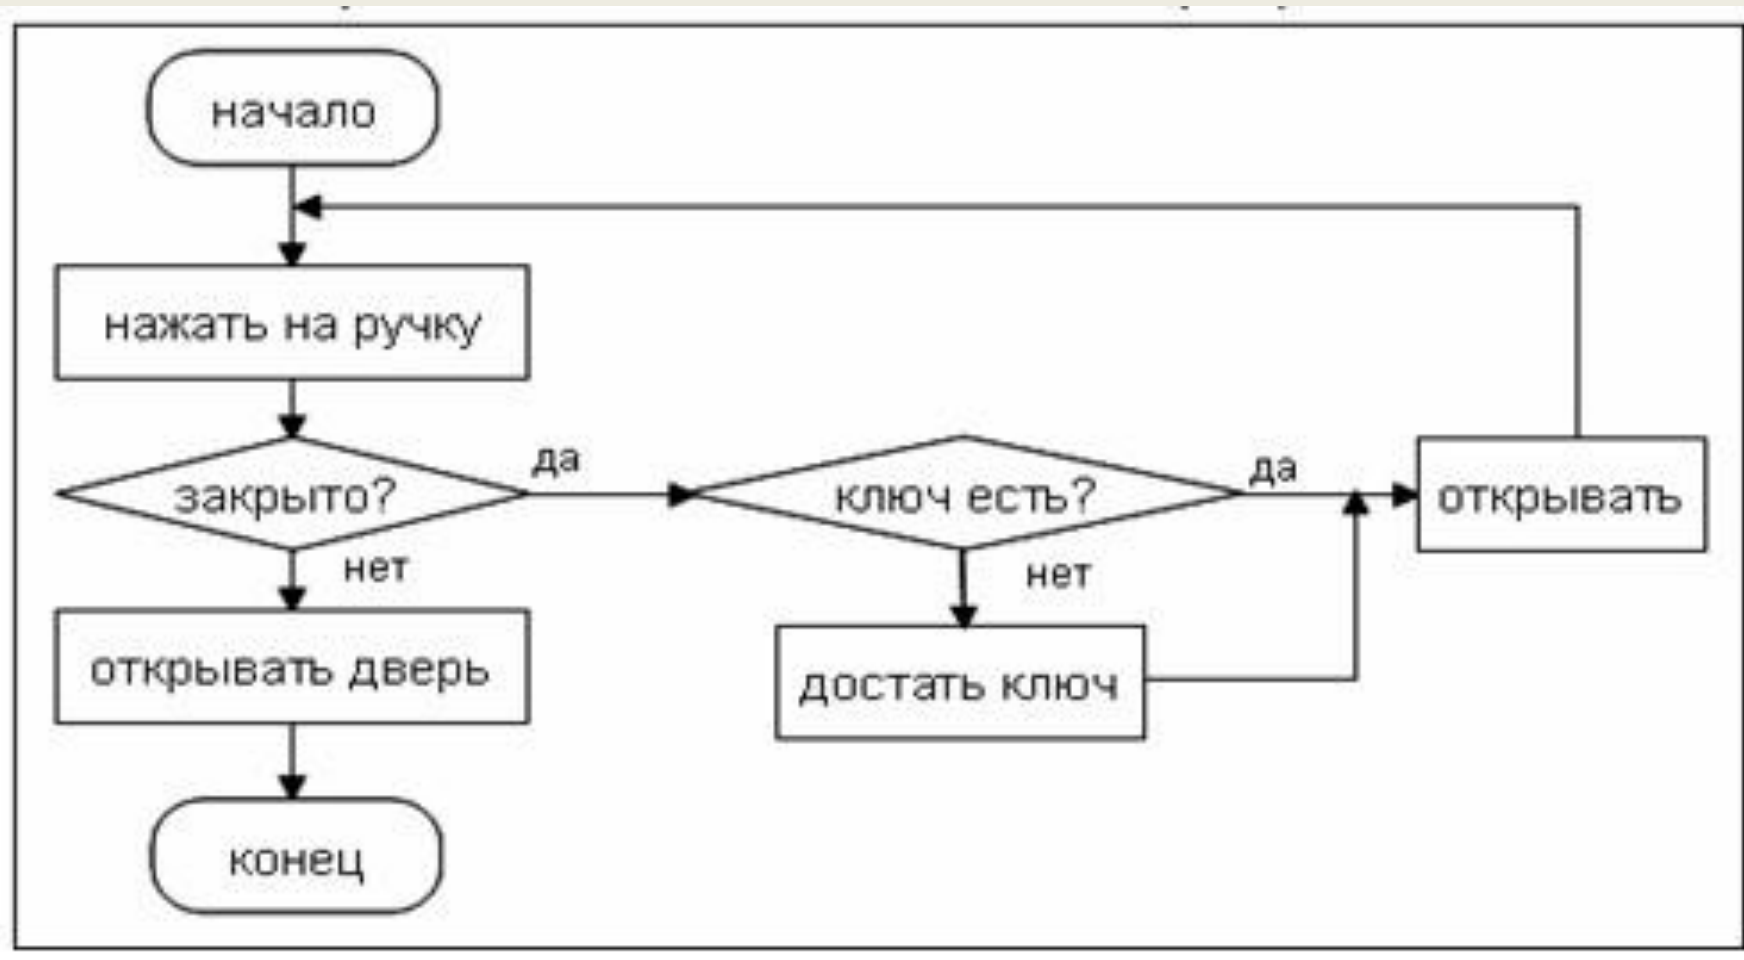 начало
нажать на ручку
закрыто?
да
ключ есть?
да
открывать
нет
нет
открывать дверь
достать ключ
конец